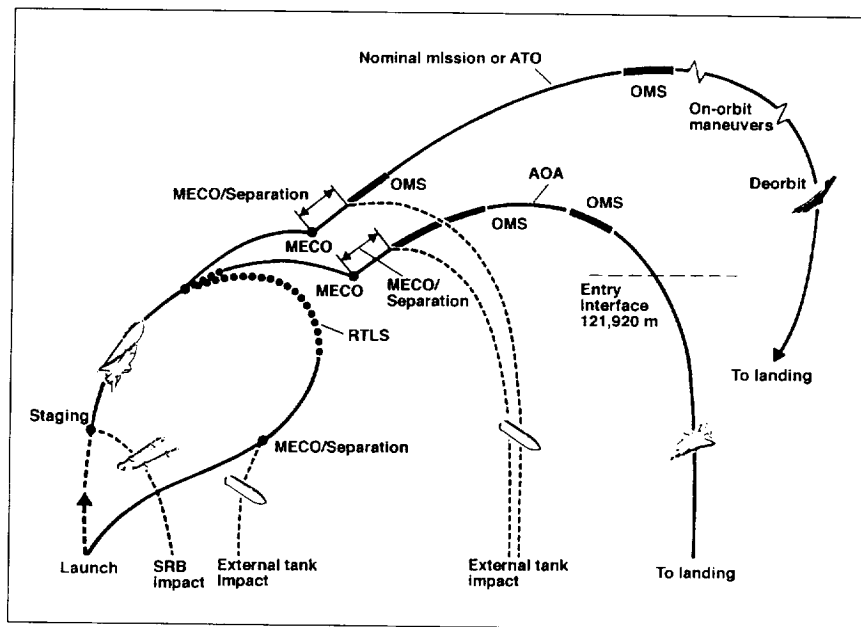 Nominal mission or ATO
OMS
On-orbit
maneuvers
MECO/Separation
OMS
AOA
Deorbit
MECO
OMS
OMS
MECO
MECO/
Separation
Entry
interface
121,920 m
RTLS
To landing
Staging
MECO/Separation
Launch
SRB
impact
External tank
impact
External tank
impact
To landing